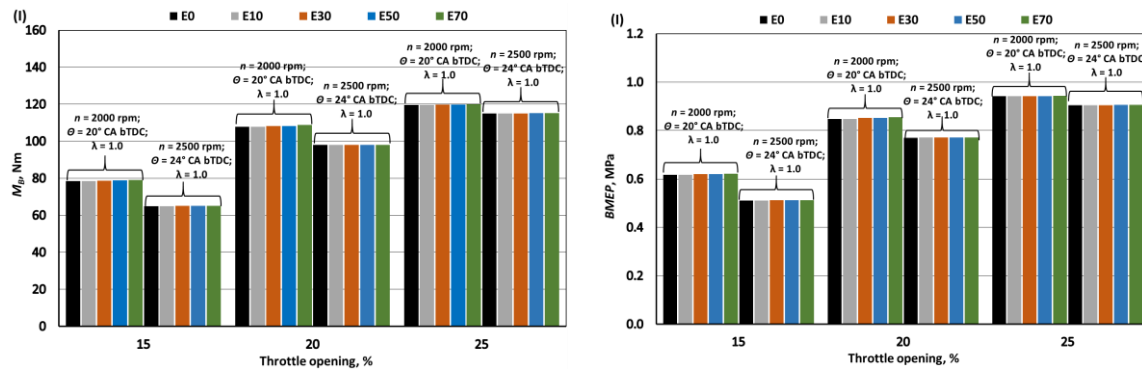 (I)
E0 E10 E30 E50 E70
160
140
120
100
80
60
40
20
0
M_B, Nm
n = 2000 rpm;
Θ = 20° CA bTDC;
λ = 1.0
n = 2500 rpm;
Θ = 24° CA bTDC;
λ = 1.0
n = 2000 rpm;
Θ = 20° CA bTDC;
λ = 1.0
n = 2500 rpm;
Θ = 24° CA bTDC;
λ = 1.0
n = 2000 rpm;
Θ = 20° CA bTDC;
λ = 1.0
n = 2500 rpm;
Θ = 24° CA bTDC;
λ = 1.0
15 20 25
Throttle opening, %
(I)
E0 E10 E30 E50 E70
1.2
1.0
0.8
0.6
0.4
0.2
0.0
BMEP, MPa
n = 2000 rpm;
Θ = 20° CA bTDC;
λ = 1.0
n = 2500 rpm;
Θ = 24° CA bTDC;
λ = 1.0
n = 2000 rpm;
Θ = 20° CA bTDC;
λ = 1.0
n = 2500 rpm;
Θ = 24° CA bTDC;
λ = 1.0
n = 2000 rpm;
Θ = 20° CA bTDC;
λ = 1.0
n = 2500 rpm;
Θ = 24° CA bTDC;
λ = 1.0
15 20 25
Throttle opening, %